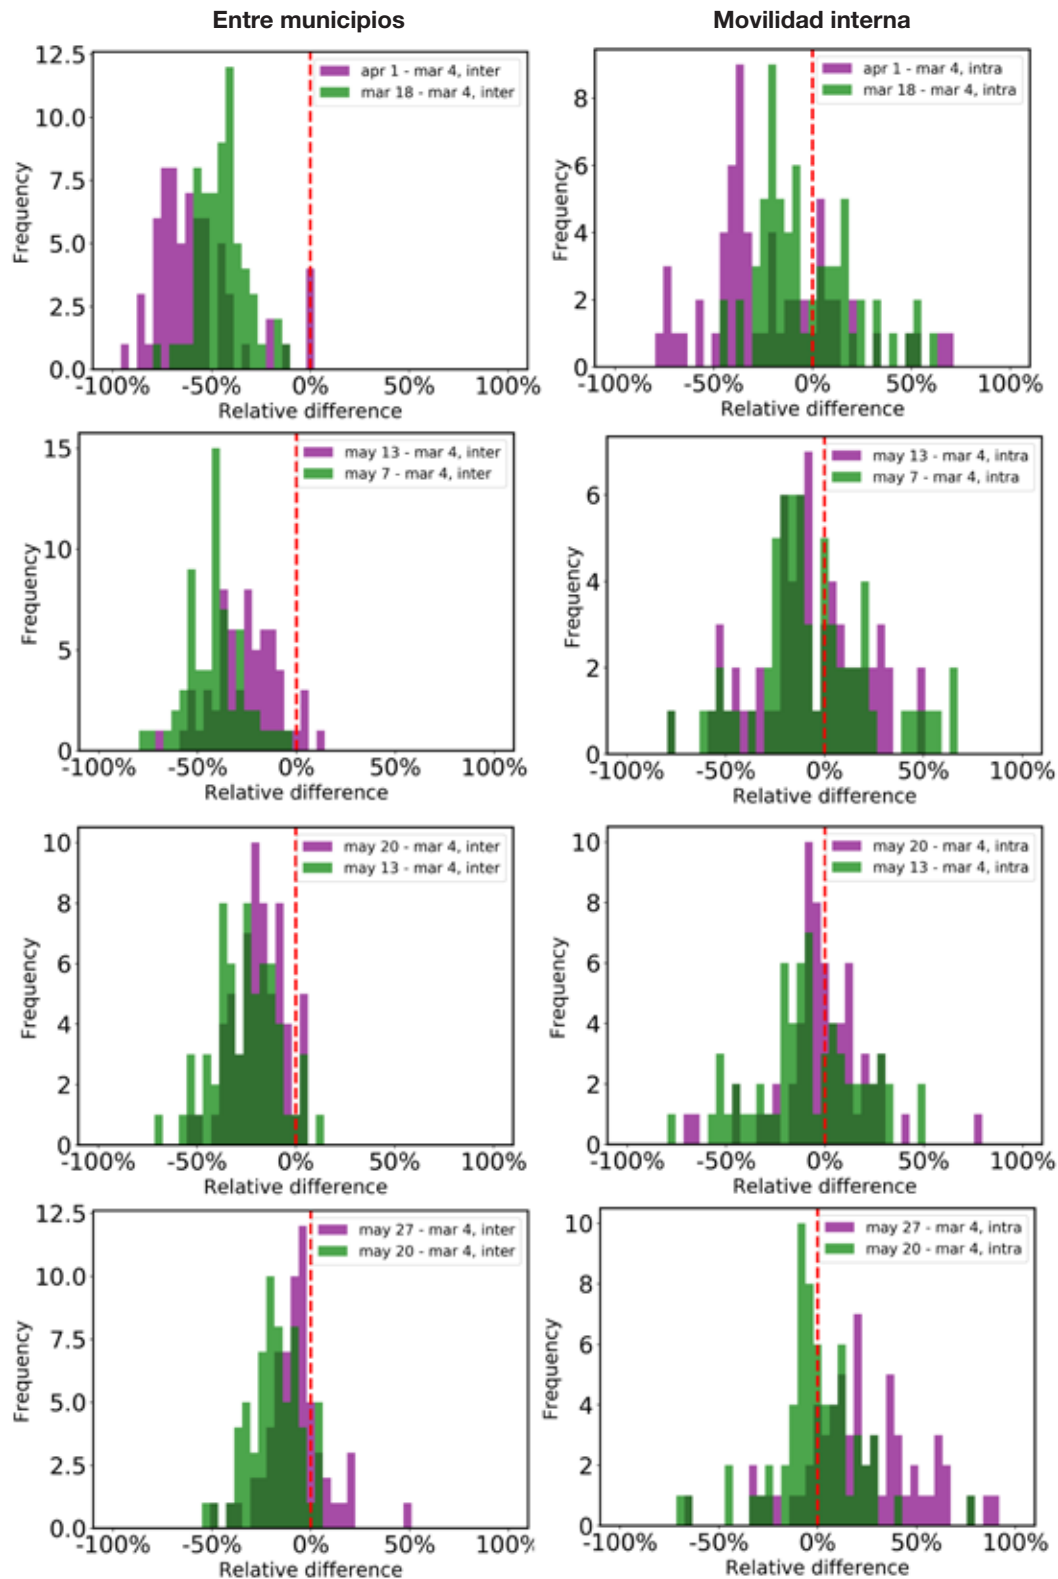 Entre municipios
Movilidad interna
12.5
10.0
7.5
5.0
2.5
0.0
Frequency
apr 1 - mar 4, inter
mar 18 - mar 4, inter
-100% -50% 0% 50% 100%
Relative difference
8
6
4
2
0
Frequency
apr 1 - mar 4, intra
mar 18 - mar 4, intra
-100% -50% 0% 50% 100%
Relative difference
15
10
5
0
Frequency
may 13 - mar 4, inter
may 7 - mar 4, inter
-100% -50% 0% 50% 100%
Relative difference
6
4
2
0
Frequency
may 13 - mar 4, intra
may 7 - mar 4, intra
-100% -50% 0% 50% 100%
Relative difference
10
8
6
4
2
0
Frequency
may 20 - mar 4, inter
may 13 - mar 4, inter
-100% -50% 0% 50% 100%
Relative difference
10
8
6
4
2
0
Frequency
may 20 - mar 4, intra
may 13 - mar 4, intra
-100% -50% 0% 50% 100%
Relative difference
12.5
10.0
7.5
5.0
2.5
0.0
Frequency
may 27 - mar 4, inter
may 20 - mar 4, inter
-100% -50% 0% 50% 100%
Relative difference
10
8
6
4
2
0
Frequency
may 27 - mar 4, intra
may 20 - mar 4, intra
-100% -50% 0% 50% 100%
Relative difference